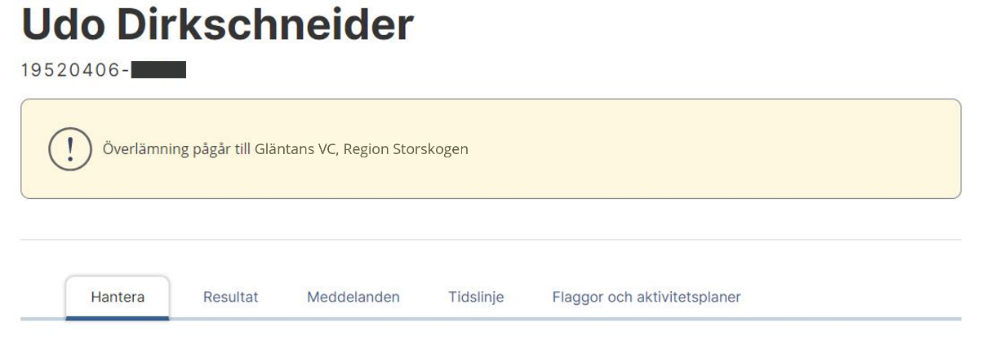 Udo Dirkschneider
19520406-
Överlämning pågår till Gläntans VC, Region Storskogen
Hantera Resultat Meddelanden Tidslinje Flaggor och aktivitetsplaner